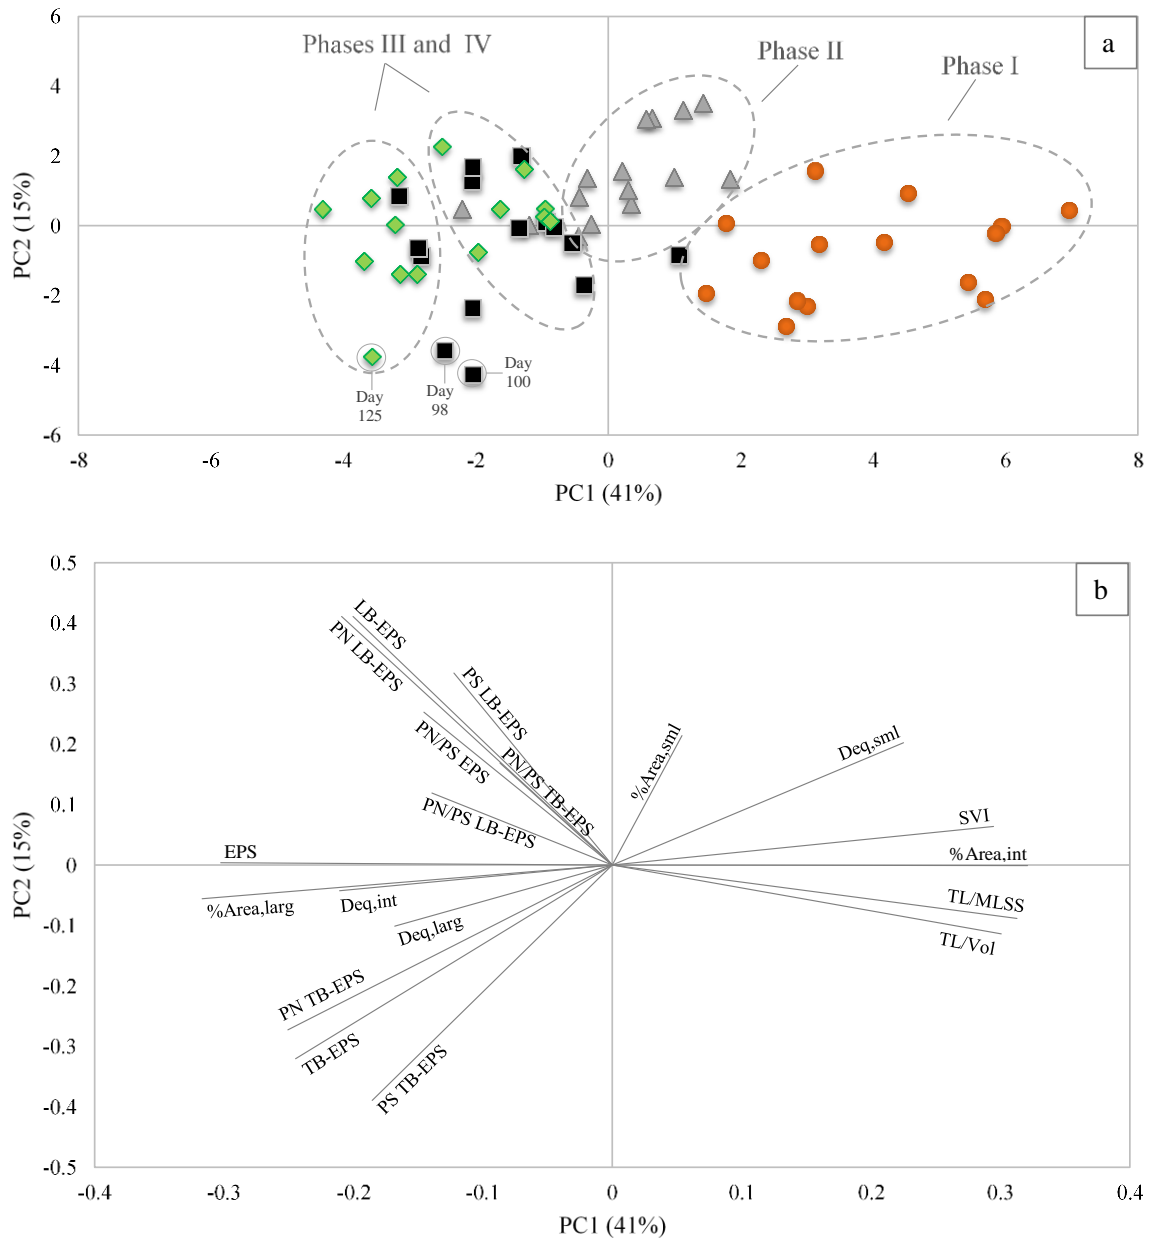 6
a
Phases III and IV
Phase II
Phase I
4
2
0
-2
-4
-6
PC2 (15%)
Day
125
Day
98
Day
100
-8
-6
-4
-2
0
2
4
6
8
PC1 (41%)
0.5
b
0.4
0.3
0.2
0.1
0
-0.1
-0.2
-0.3
-0.4
-0.5
PC2 (15%)
LB-EPS
PN LB-EPS
PS LB-EPS
PN/PS EPS
PN/PS TB-EPS
PN/PS LB-EPS
%Area,sml
Deq,sml
SVI
EPS
%Area,int
%Area,larg
Deq,int
TL/MLSS
Deq,larg
TL/Vol
PN TB-EPS
TB-EPS
PS TB-EPS
-0.4
-0.3
-0.2
-0.1
0
0.1
0.2
0.3
0.4
PC1 (41%)